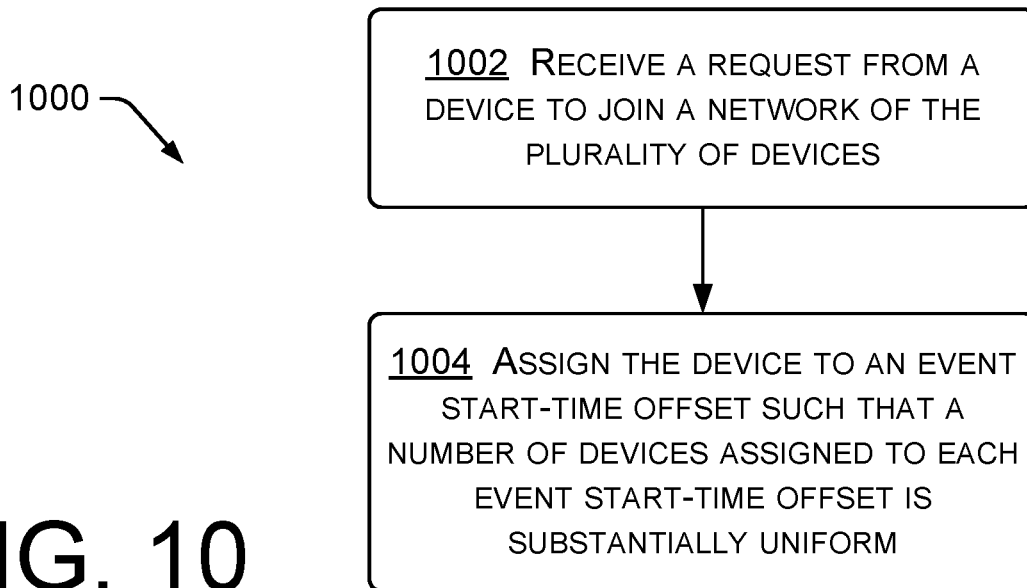 1000
1002 RECEIVE A REQUEST FROM A
DEVICE TO JOIN A NETWORK OF THE
PLURALITY OF DEVICES
1004 ASSIGN THE DEVICE TO AN EVENT
START-TIME OFFSET SUCH THAT A
NUMBER OF DEVICES ASSIGNED TO EACH
EVENT START-TIME OFFSET IS
SUBSTANTIALLY UNIFORM
IG. 10